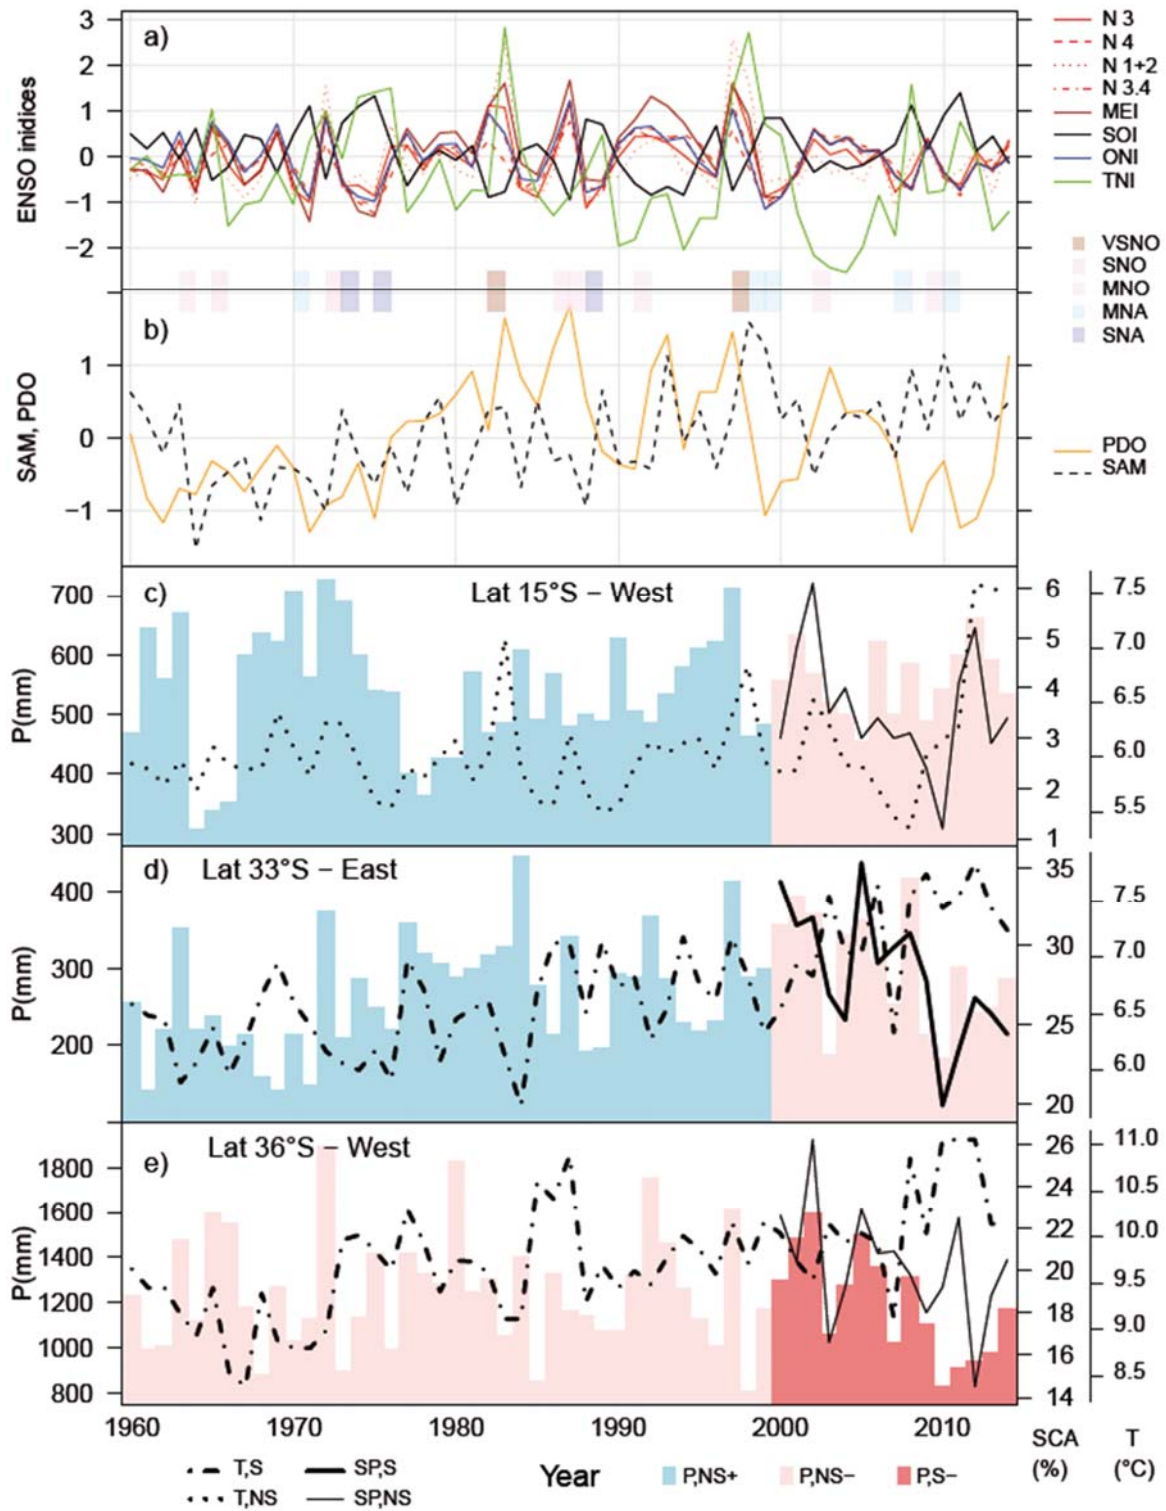 3
2
1
0
−1
−2
ENSO inidices
a)
N 3
N 4
N 1+2
N 3.4
MEI
SOI
ONI
TNI
VSNO
SNO
MNO
MNA
SNA
b)
1
0
−1
SAM, PDO
PDO
SAM
c)
Lat 15°S − West
700
600
500
400
300
P(mm)
6
5
4
3
2
1
7.5
7.0
6.5
6.0
5.5
d)
Lat 33°S − East
400
300
200
P(mm)
35
30
25
20
7.5
7.0
6.5
6.0
e)
Lat 36°S − West
1800
1600
1400
1200
1000
800
P(mm)
26
24
22
20
18
16
14
11.0
10.5
10.0
9.5
9.0
8.5
1960 1970 1980 1990 2000 2010
Year
SCA
(%)
T
(°C)
T,S
SP,S
T,NS
SP,NS
P,NS+
P,NS−
P,S−